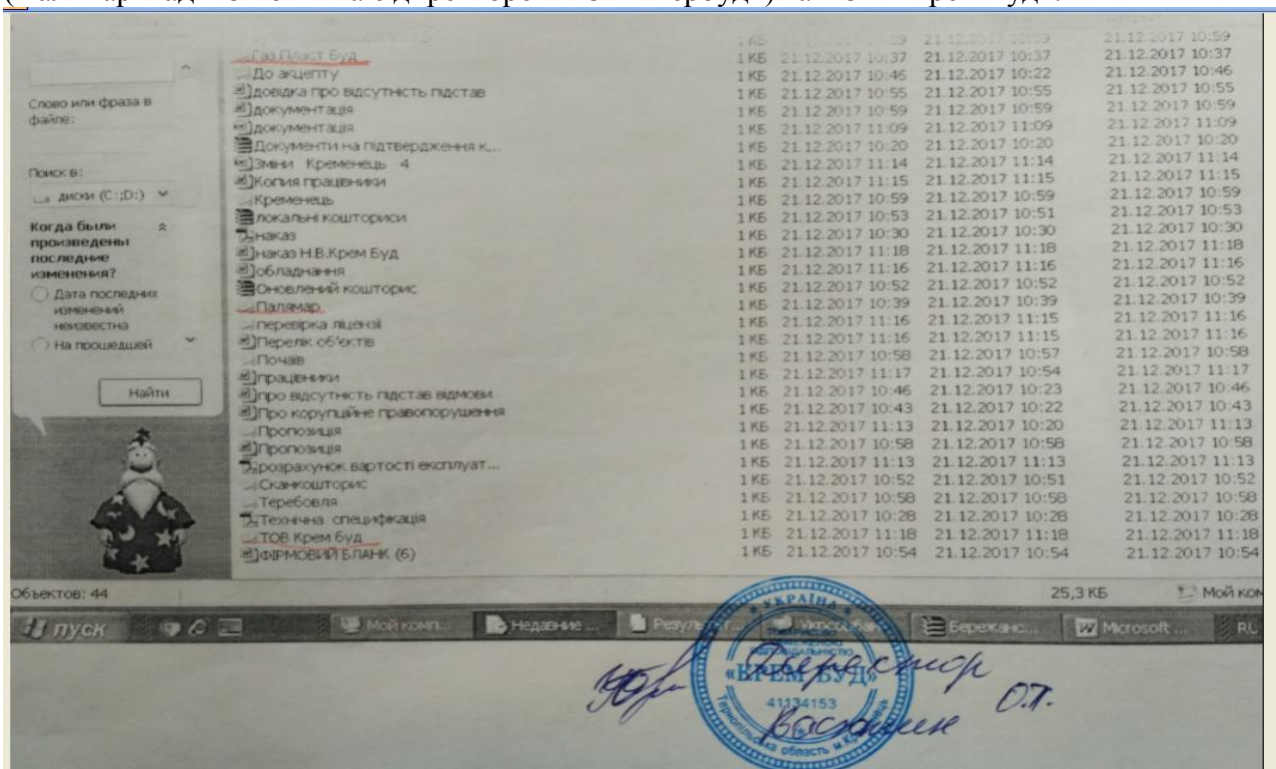 21.12.2017 10:59
Газ Пласт Буд 1 КБ 21.12.2017 10:37 21.12.2017 10:37 21.12.2017 10:37
До акцепту 1 КБ 21.12.2017 10:46 21.12.2017 10:22 21.12.2017 10:46
довідка про відсутність підстав 1 КБ 21.12.2017 10:55 21.12.2017 10:55 21.12.2017 10:55
документація 1 КБ 21.12.2017 10:59 21.12.2017 10:59 21.12.2017 10:59
документація 1 КБ 21.12.2017 11:09 21.12.2017 11:09 21.12.2017 11:09
Документи на підтвердження к... 1 КБ 21.12.2017 10:20 21.12.2017 10:20 21.12.2017 10:20
Зміни Кременець 4 1 КБ 21.12.2017 11:14 21.12.2017 11:14 21.12.2017 11:14
Копия працівники 1 КБ 21.12.2017 11:15 21.12.2017 11:15 21.12.2017 11:15
Кременець 1 КБ 21.12.2017 10:59 21.12.2017 10:59 21.12.2017 10:59
локальні кошториси 1 КБ 21.12.2017 10:53 21.12.2017 10:51 21.12.2017 10:53
наказ 1 КБ 21.12.2017 10:30 21.12.2017 10:30 21.12.2017 10:30
наказ Н.В.Крем Буд 1 КБ 21.12.2017 11:18 21.12.2017 11:18 21.12.2017 11:18
обладнання 1 КБ 21.12.2017 11:16 21.12.2017 11:16 21.12.2017 11:16
Оновлений кошторис 1 КБ 21.12.2017 10:52 21.12.2017 10:52 21.12.2017 10:52
Палямар 1 КБ 21.12.2017 10:39 21.12.2017 10:39 21.12.2017 10:39
перевірка ліцензії 1 КБ 21.12.2017 11:16 21.12.2017 11:15 21.12.2017 11:16
Перелік об'єктів 1 КБ 21.12.2017 11:16 21.12.2017 11:15 21.12.2017 11:16
Почаїв 1 КБ 21.12.2017 10:58 21.12.2017 10:57 21.12.2017 10:58
працівники 1 КБ 21.12.2017 11:17 21.12.2017 10:54 21.12.2017 11:17
про відсутність підстав відмови 1 КБ 21.12.2017 10:46 21.12.2017 10:23 21.12.2017 10:46
Про корупційне правопорушення 1 КБ 21.12.2017 10:43 21.12.2017 10:22 21.12.2017 10:43
Пропозиція 1 КБ 21.12.2017 11:13 21.12.2017 10:20 21.12.2017 11:13
Пропозиція 1 КБ 21.12.2017 10:58 21.12.2017 10:58 21.12.2017 10:58
розрахунок вартості експлуат... 1 КБ 21.12.2017 11:13 21.12.2017 11:13 21.12.2017 11:13
Сканкошторис 1 КБ 21.12.2017 10:52 21.12.2017 10:51 21.12.2017 10:52
Теребовля 1 КБ 21.12.2017 10:58 21.12.2017 10:58 21.12.2017 10:58
Технічна специфікація 1 КБ 21.12.2017 10:28 21.12.2017 10:28 21.12.2017 10:28
ТОВ Крем буд 1 КБ 21.12.2017 11:18 21.12.2017 11:18 21.12.2017 11:18
ФІРМОВИЙ БЛАНК (6) 1 КБ 21.12.2017 10:54 21.12.2017 10:54 21.12.2017 10:54
Слово или фраза в
файле:
Поиск в:
диски (C:;D:)
Когда были
произведены
последние
изменения?
Дата последних
изменений
неизвестна
На прошедшей
Найти
Объектов: 44 25,3 КБ Мой ком
пуск Мой комп... Недавние ... Укрсоцбан Бережанс... Microsoft ... RU
УКРАЇНА
«КРЕМ БУД»
41134153
Тернопільська область
Директор
О.Т.